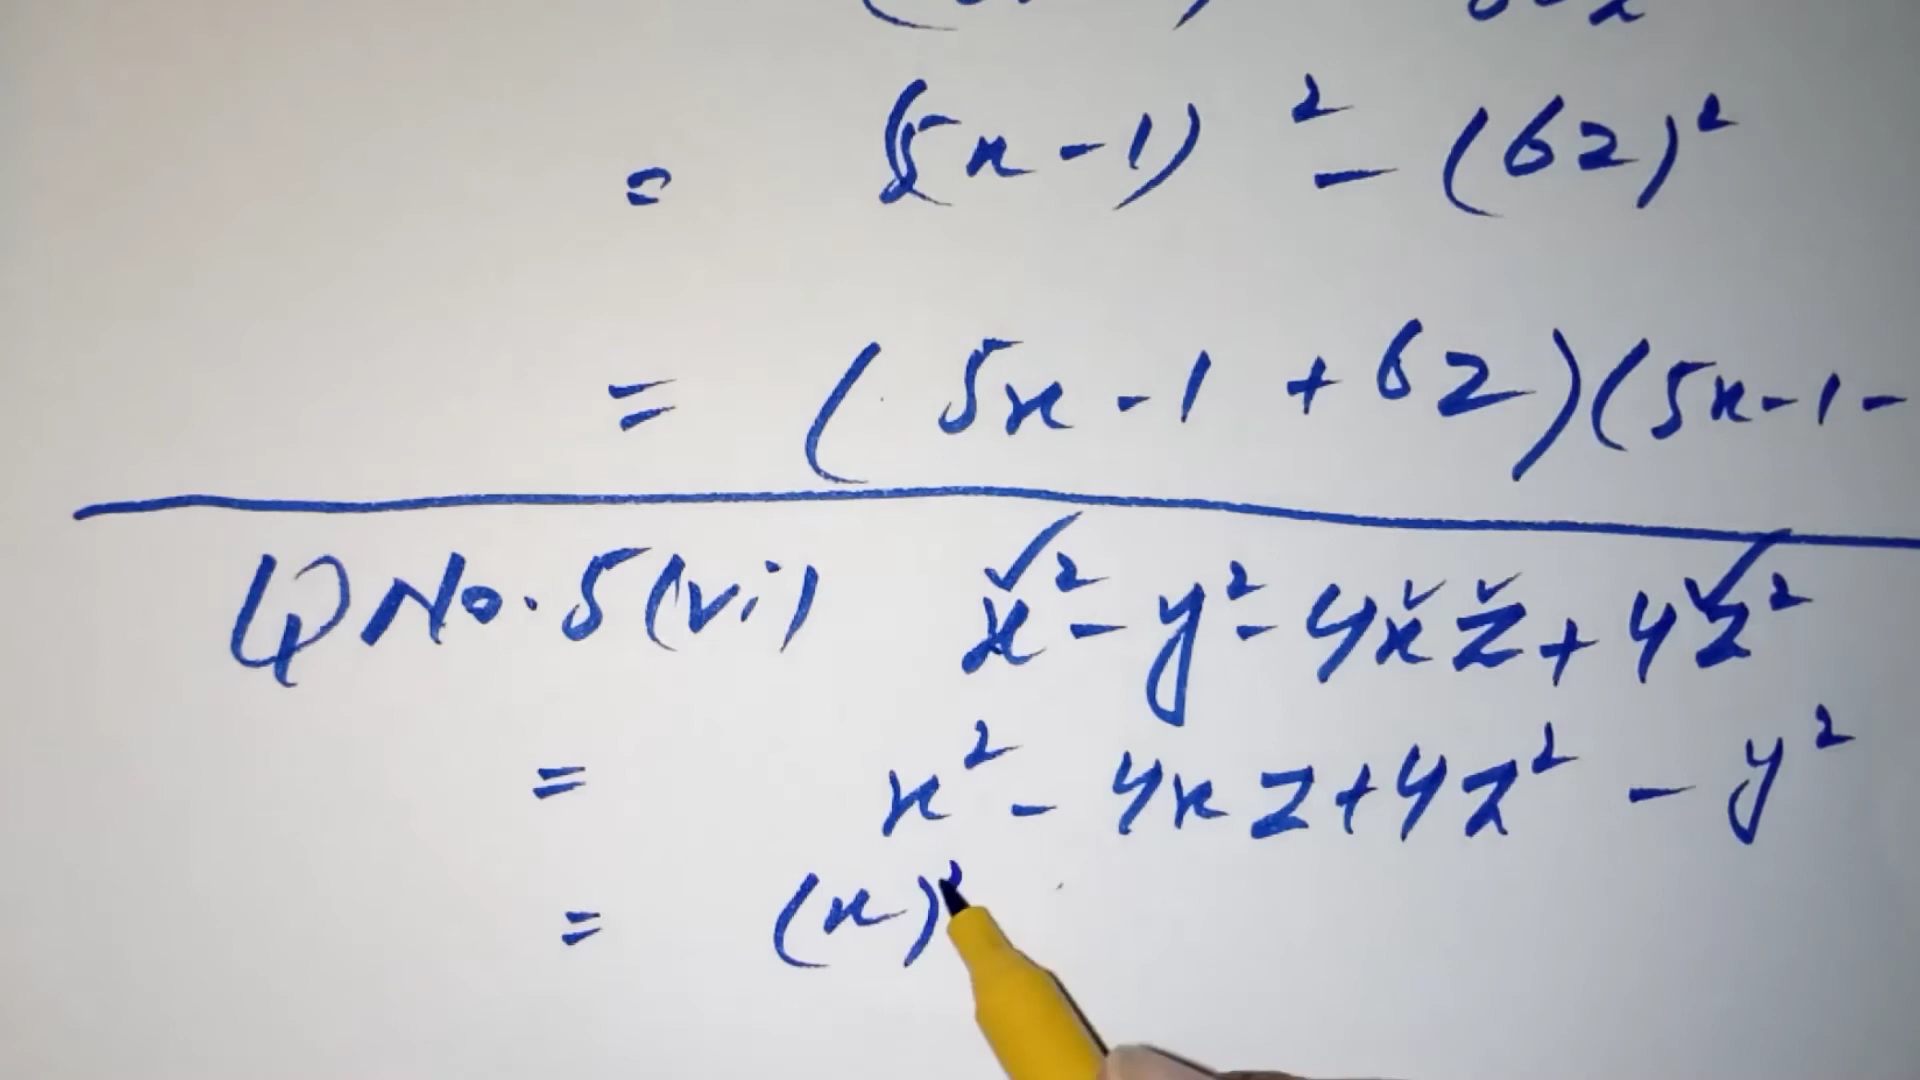 = (5x-1)² - (6z)²
= (5x-1+6z)(5x-1-
Q No. 5(vi) x²-y²-4xz+4z²
= x²-4xz+4z²-y²
= (x)²